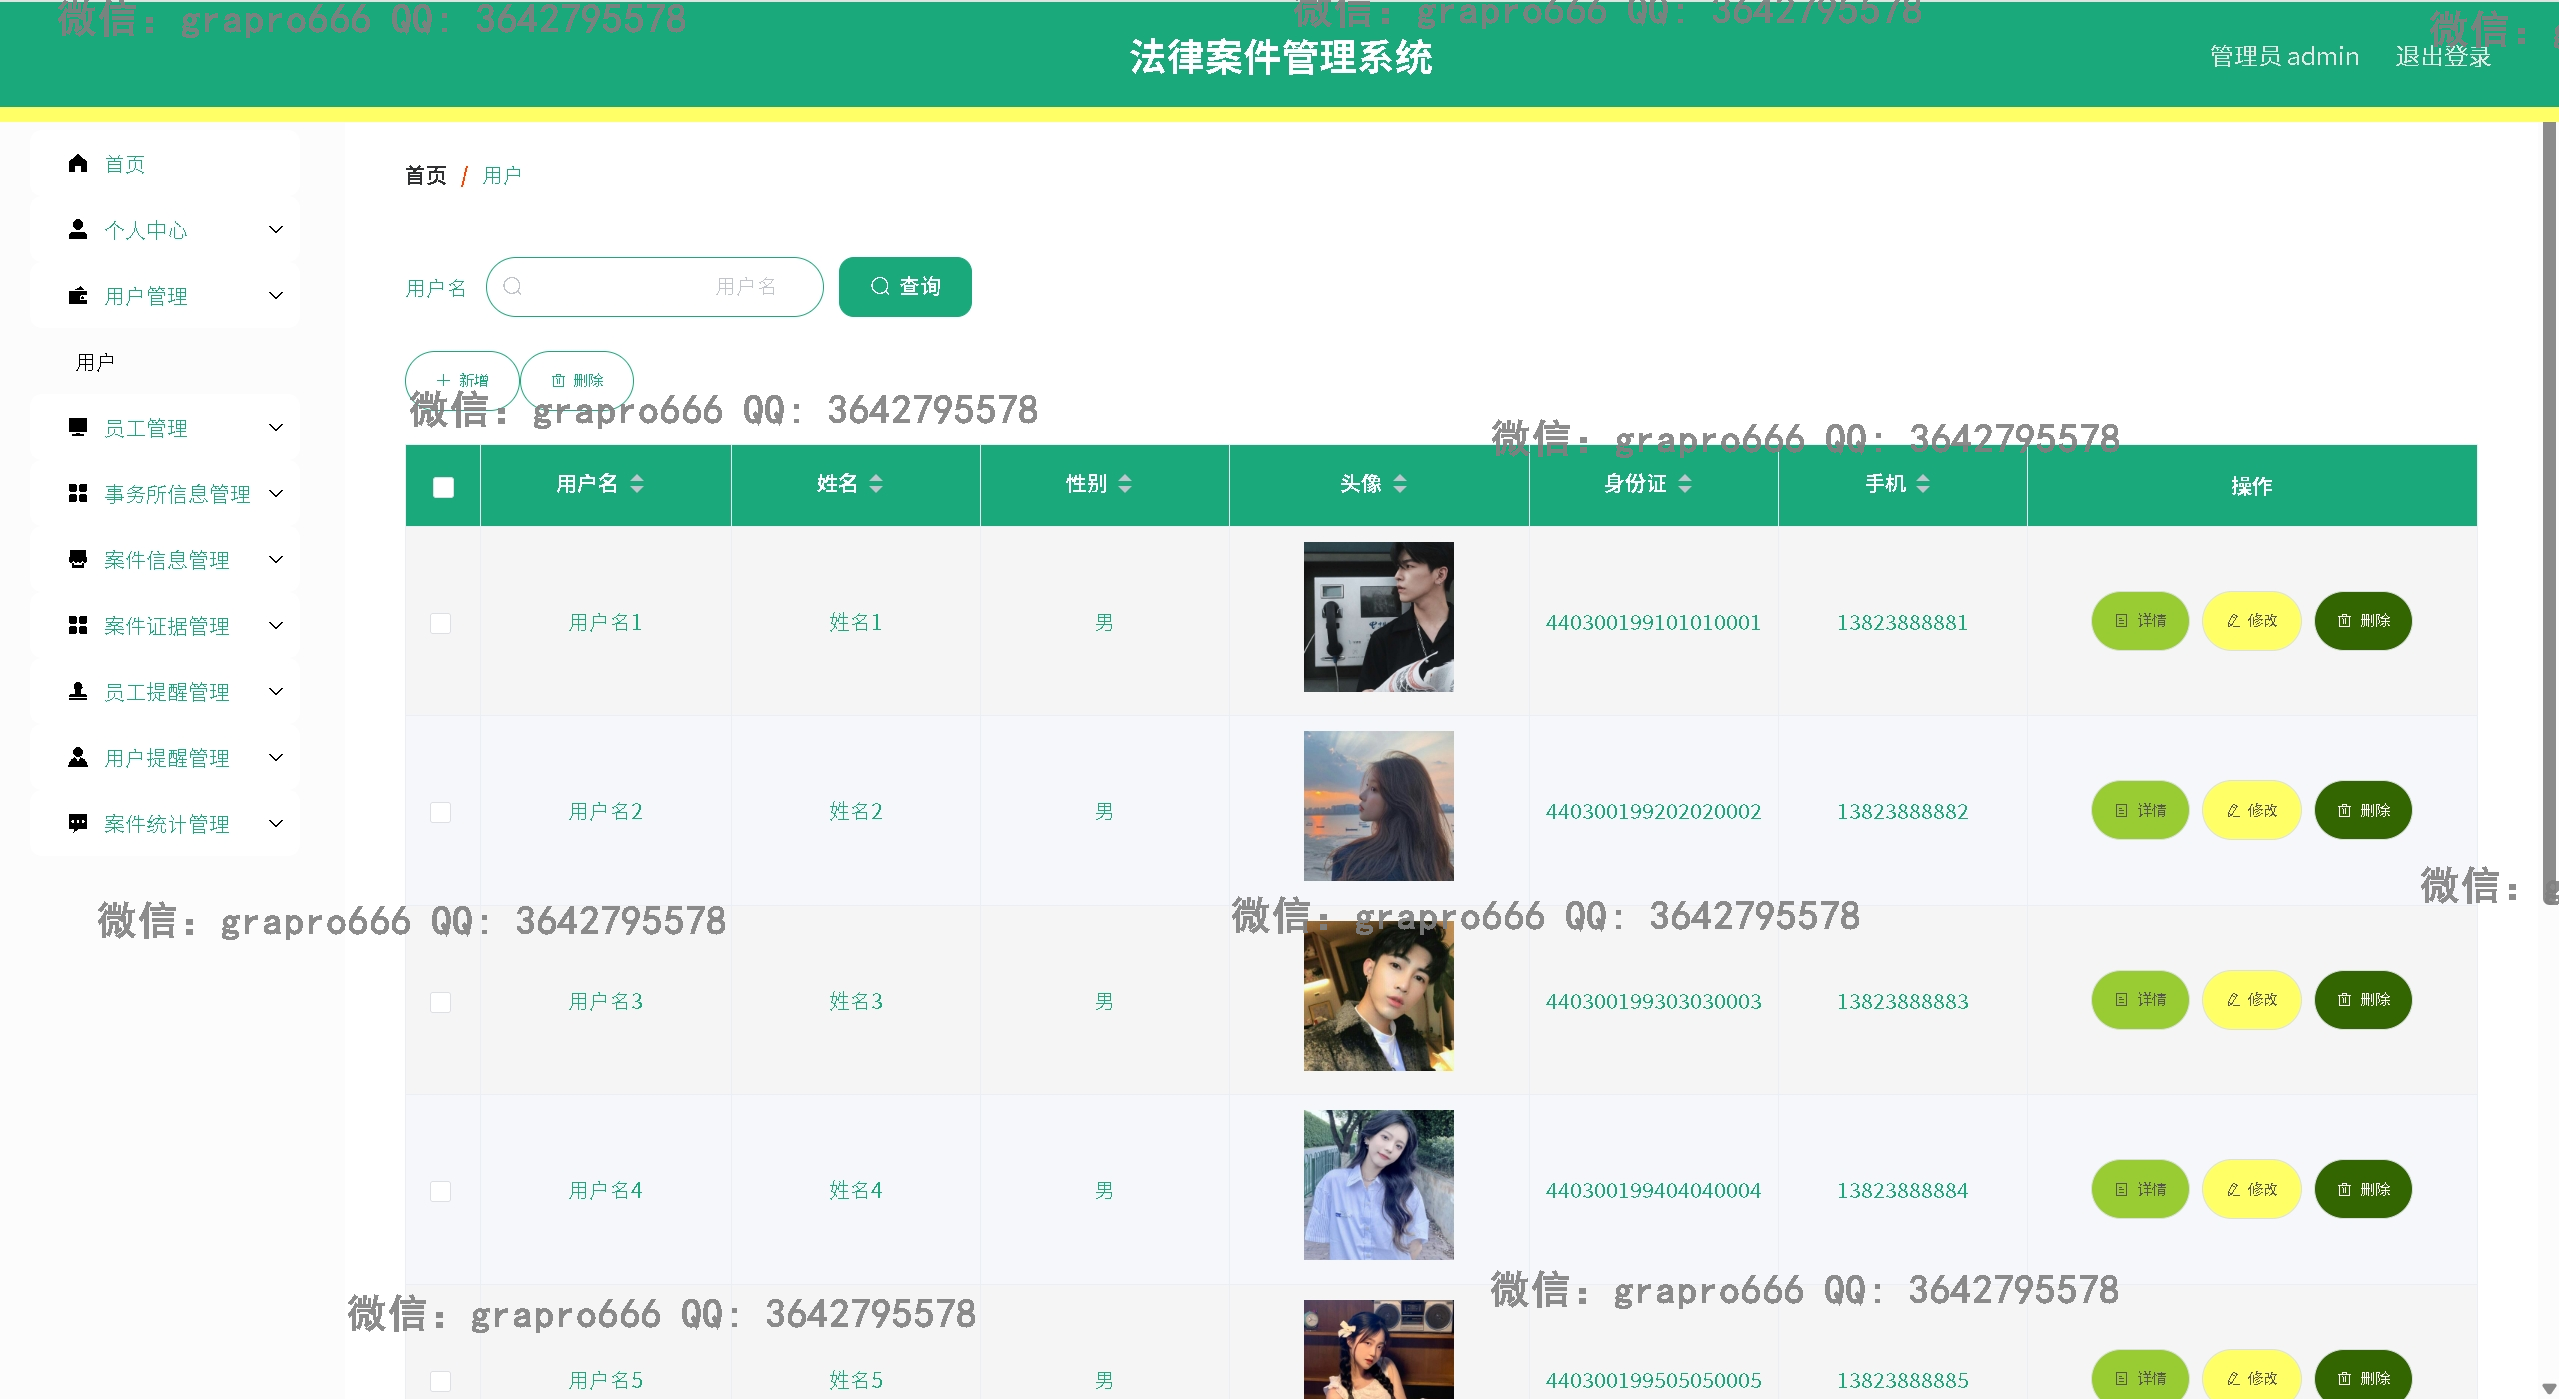 微信: grapro666 QQ: 3642795578
微信: grapro666 QQ: 3642795578
微信:
法律案件管理系统
管理员 admin 退出登录
首页
个人中心
用户管理
用户
员工管理
事务所信息管理
案件信息管理
案件证据管理
员工提醒管理
用户提醒管理
案件统计管理
首页 / 用户
用户名 用户名 查询
新增 删除
微信: grapro666 QQ: 3642795578
微信: grapro666 QQ: 3642795578
用户名 姓名 性别 头像 身份证 手机 操作
用户名1 姓名1 男 440300199101010001 13823888881 详情 修改 删除
用户名2 姓名2 男 440300199202020002 13823888882 详情 修改 删除
微信: g
微信: grapro666 QQ: 3642795578
微信: grapro666 QQ: 3642795578
用户名3 姓名3 男 440300199303030003 13823888883 详情 修改 删除
用户名4 姓名4 男 440300199404040004 13823888884 详情 修改 删除
微信: grapro666 QQ: 3642795578
微信: grapro666 QQ: 3642795578
用户名5 姓名5 男 440300199505050005 13823888885 详情 修改 删除